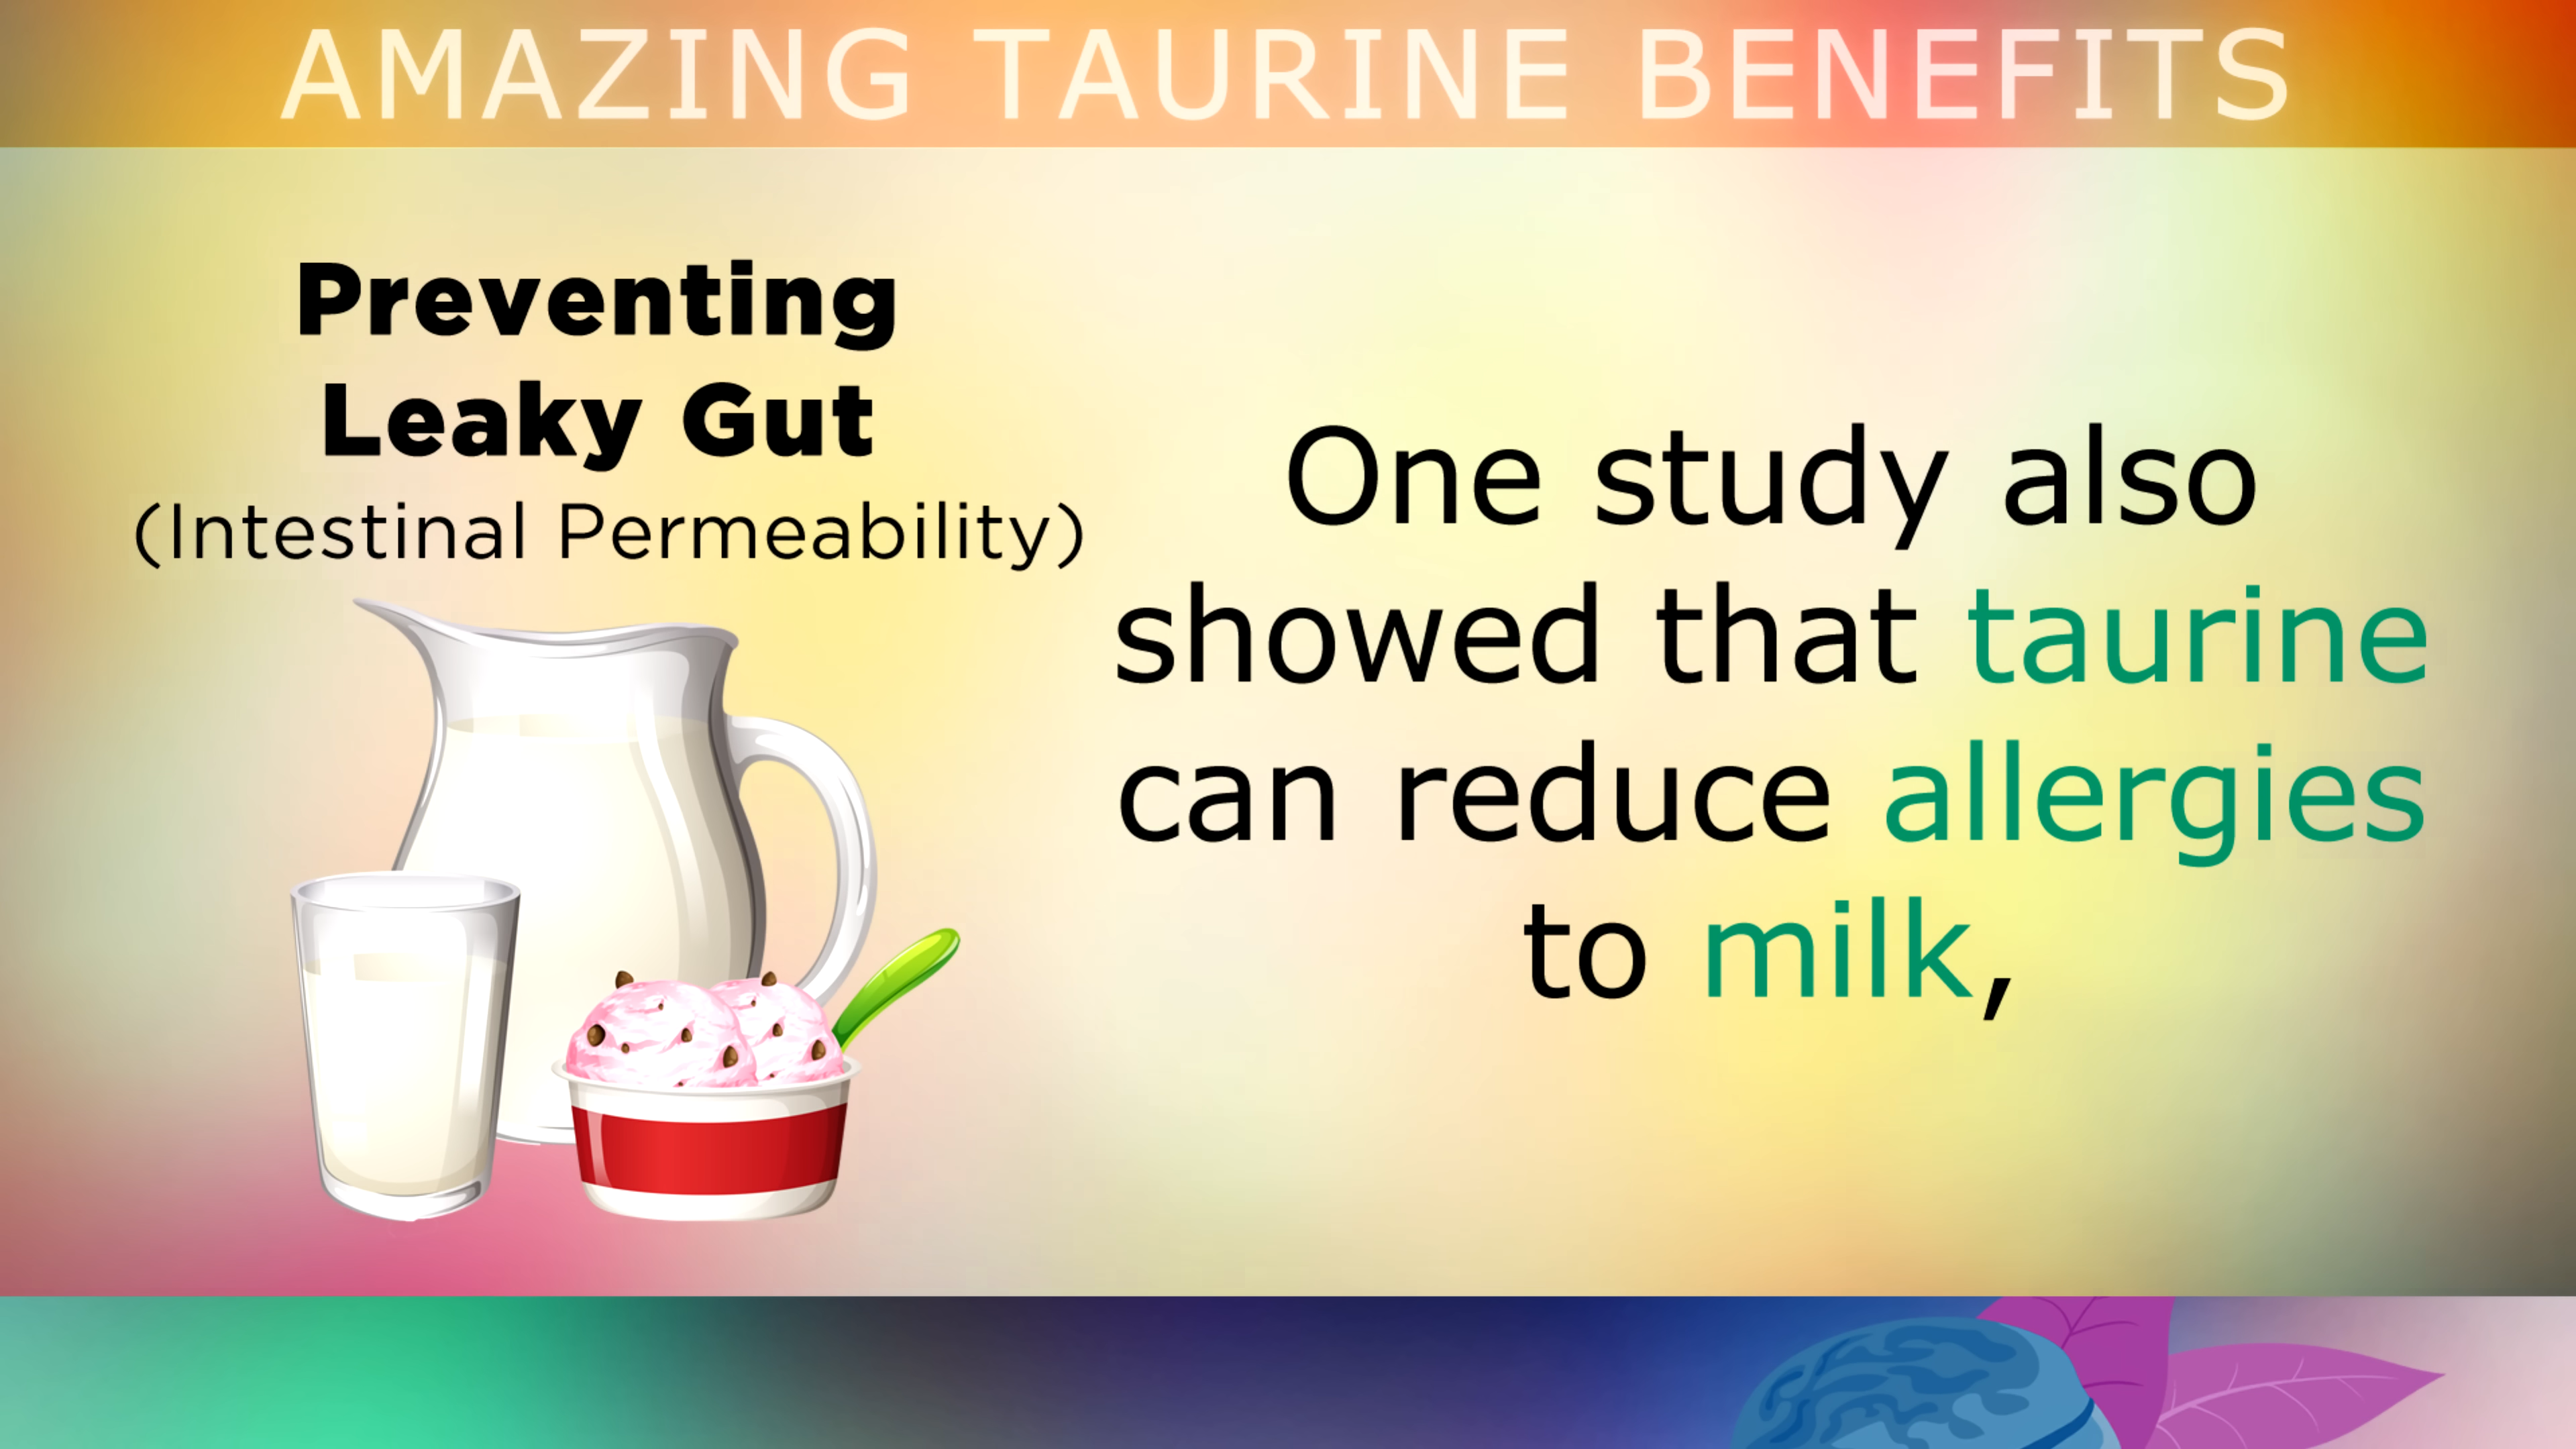 AMAZING TAURINE BENEFITS
Preventing
Leaky Gut
(Intestinal Permeability)
One study also
showed that taurine
can reduce allergies
to milk,